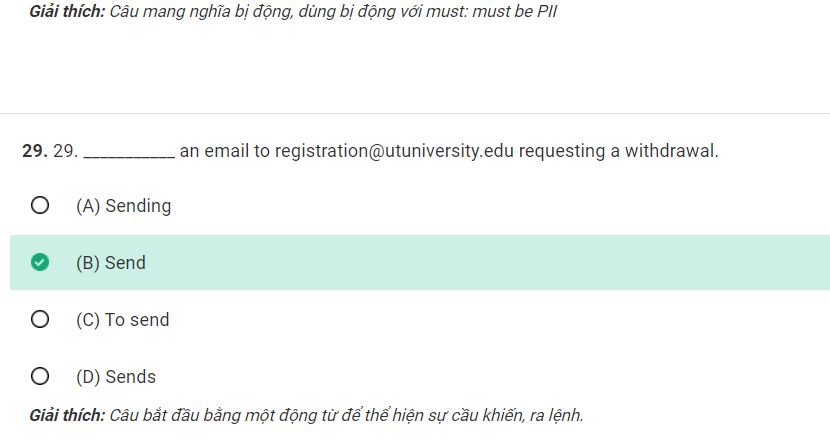 Giải thích: Câu mang nghĩa bị động, dùng bị động với must: must be PII
29. 29. ___________ an email to registration@utuniversity.edu requesting a withdrawal.
(A) Sending
(B) Send
(C) To send
(D) Sends
Giải thích: Câu bắt đầu bằng một động từ để thể hiện sự cầu khiến, ra lệnh.